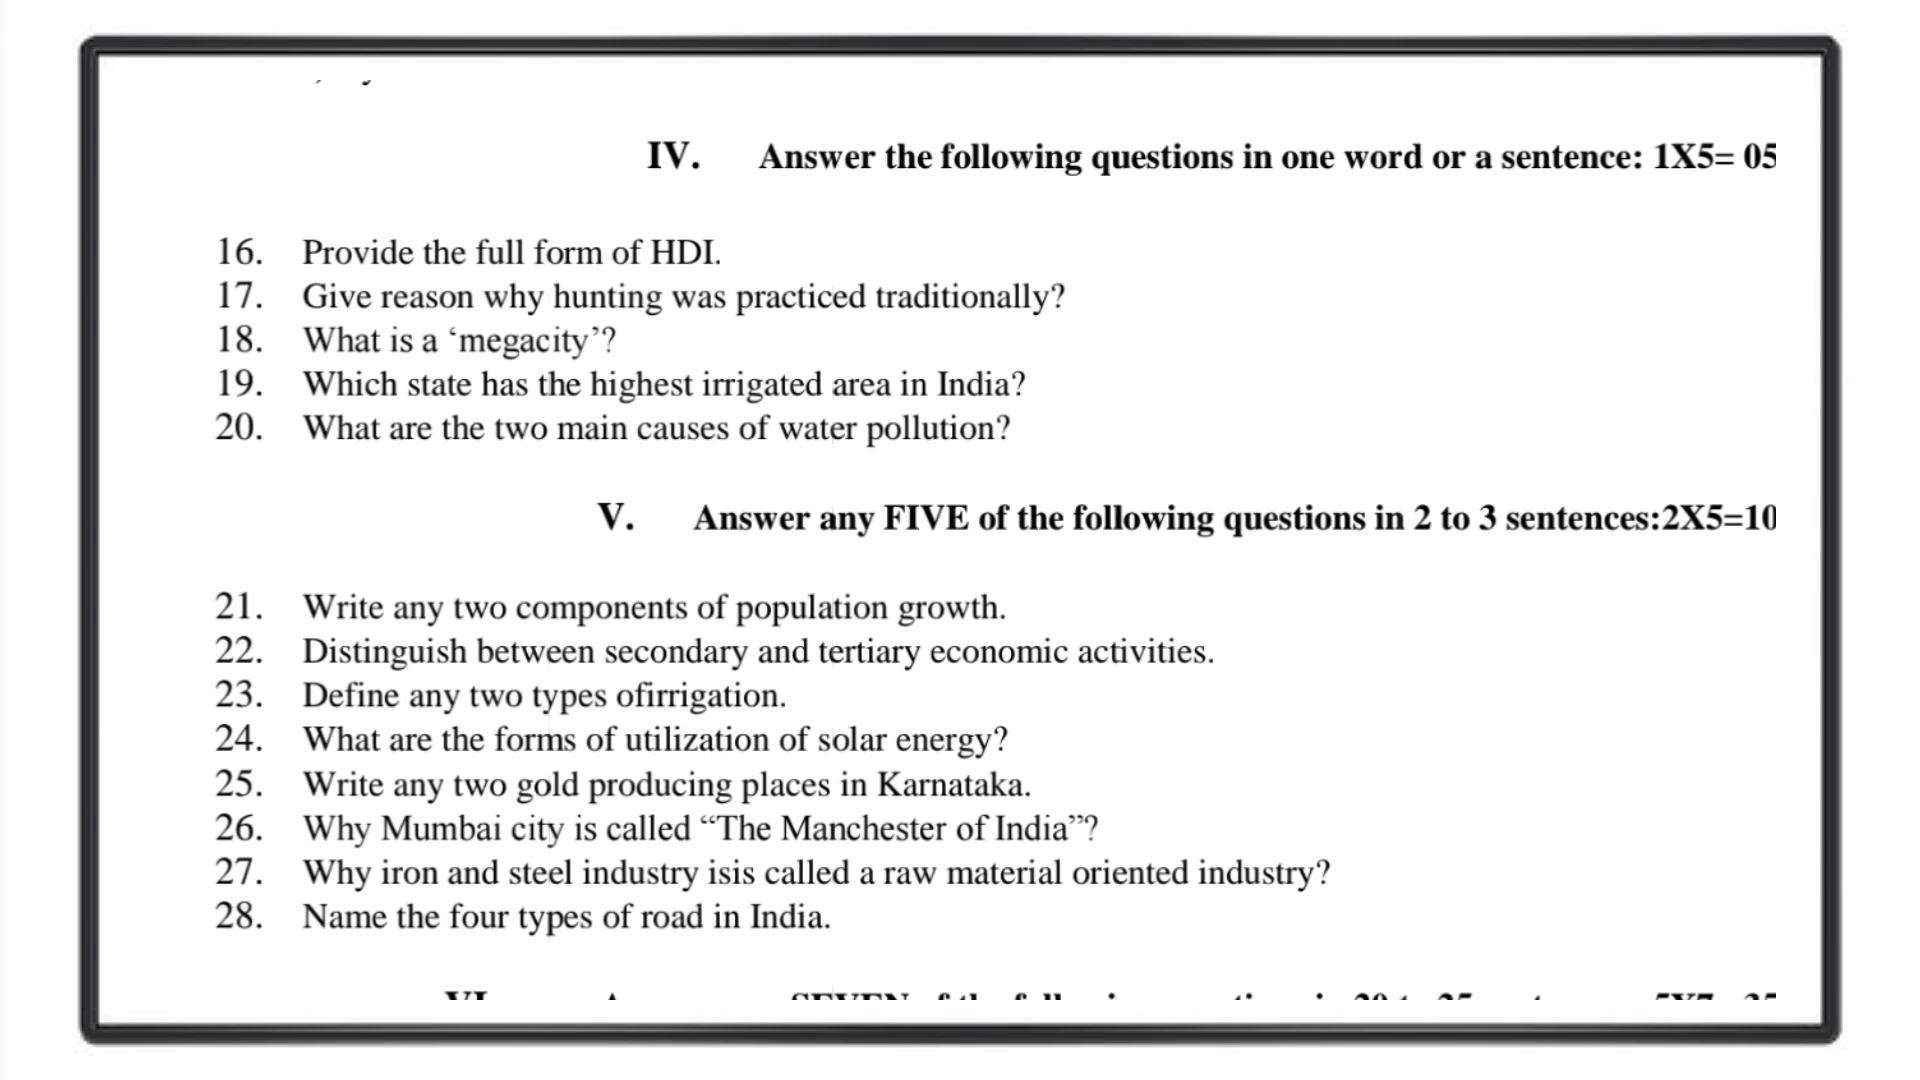 IV. Answer the following questions in one word or a sentence: 1X5= 05
16. Provide the full form of HDI.
17. Give reason why hunting was practiced traditionally?
18. What is a ‘megacity’?
19. Which state has the highest irrigated area in India?
20. What are the two main causes of water pollution?
V. Answer any FIVE of the following questions in 2 to 3 sentences:2X5=10
21. Write any two components of population growth.
22. Distinguish between secondary and tertiary economic activities.
23. Define any two types ofirrigation.
24. What are the forms of utilization of solar energy?
25. Write any two gold producing places in Karnataka.
26. Why Mumbai city is called “The Manchester of India”?
27. Why iron and steel industry isis called a raw material oriented industry?
28. Name the four types of road in India.